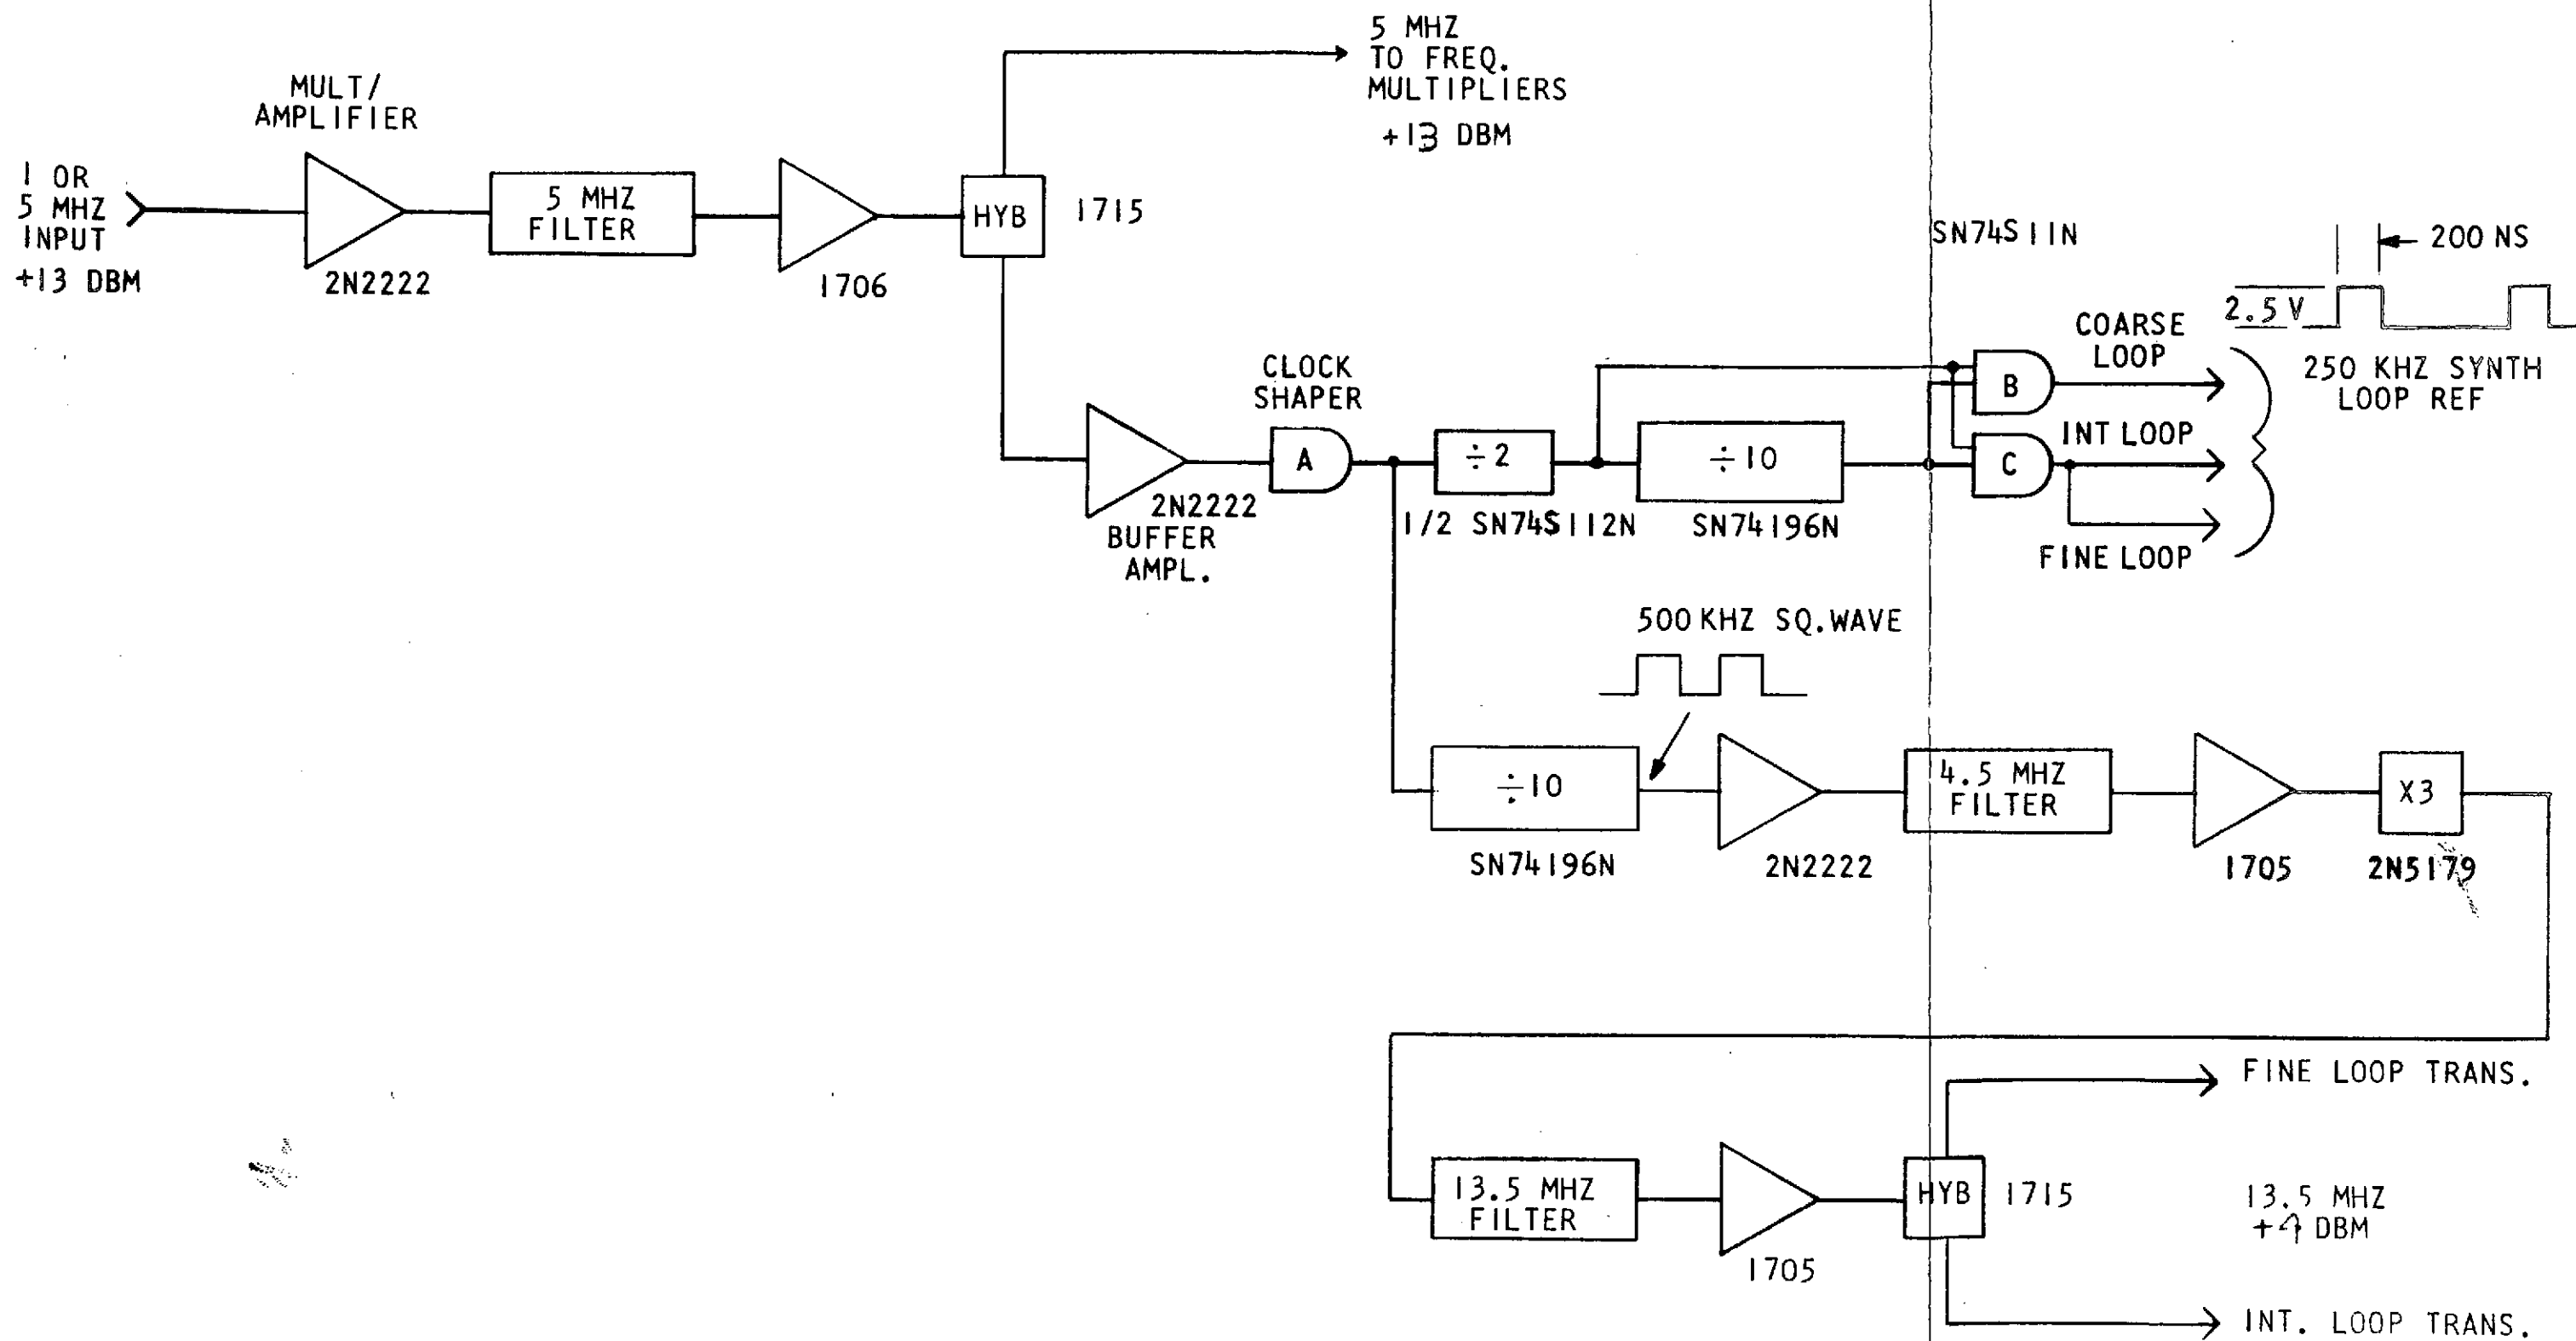 5 MHZ
TO FREQ.
MULTIPLIERS
+13 DBM
MULT/
AMPLIFIER
1 OR
5 MHZ
INPUT
+13 DBM
2N2222
5 MHZ
FILTER
1706
HYB
1715
SN74S11N
200 NS
2.5 V
250 KHZ SYNTH
LOOP REF
COARSE
LOOP
INT LOOP
FINE LOOP
CLOCK
SHAPER
A
B
C
÷2
÷10
2N2222
BUFFER
AMPL.
1/2 SN74S112N
SN74196N
500 KHZ SQ.WAVE
÷10
SN74196N
2N2222
4.5 MHZ
FILTER
1705
X3
2N5179
13.5 MHZ
FILTER
1705
HYB
1715
FINE LOOP TRANS.
13.5 MHZ
DBM
INT. LOOP TRANS.